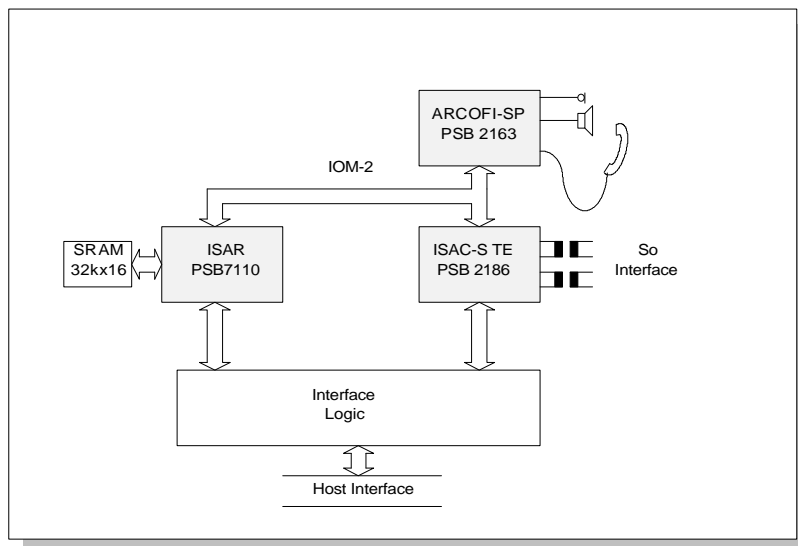 ARCOFI-SP
PSB 2163
IOM-2
SRAM
32kx16
ISAR
PSB7110
ISAC-S TE
PSB 2186
So
Interface
Interface
Logic
Host Interface